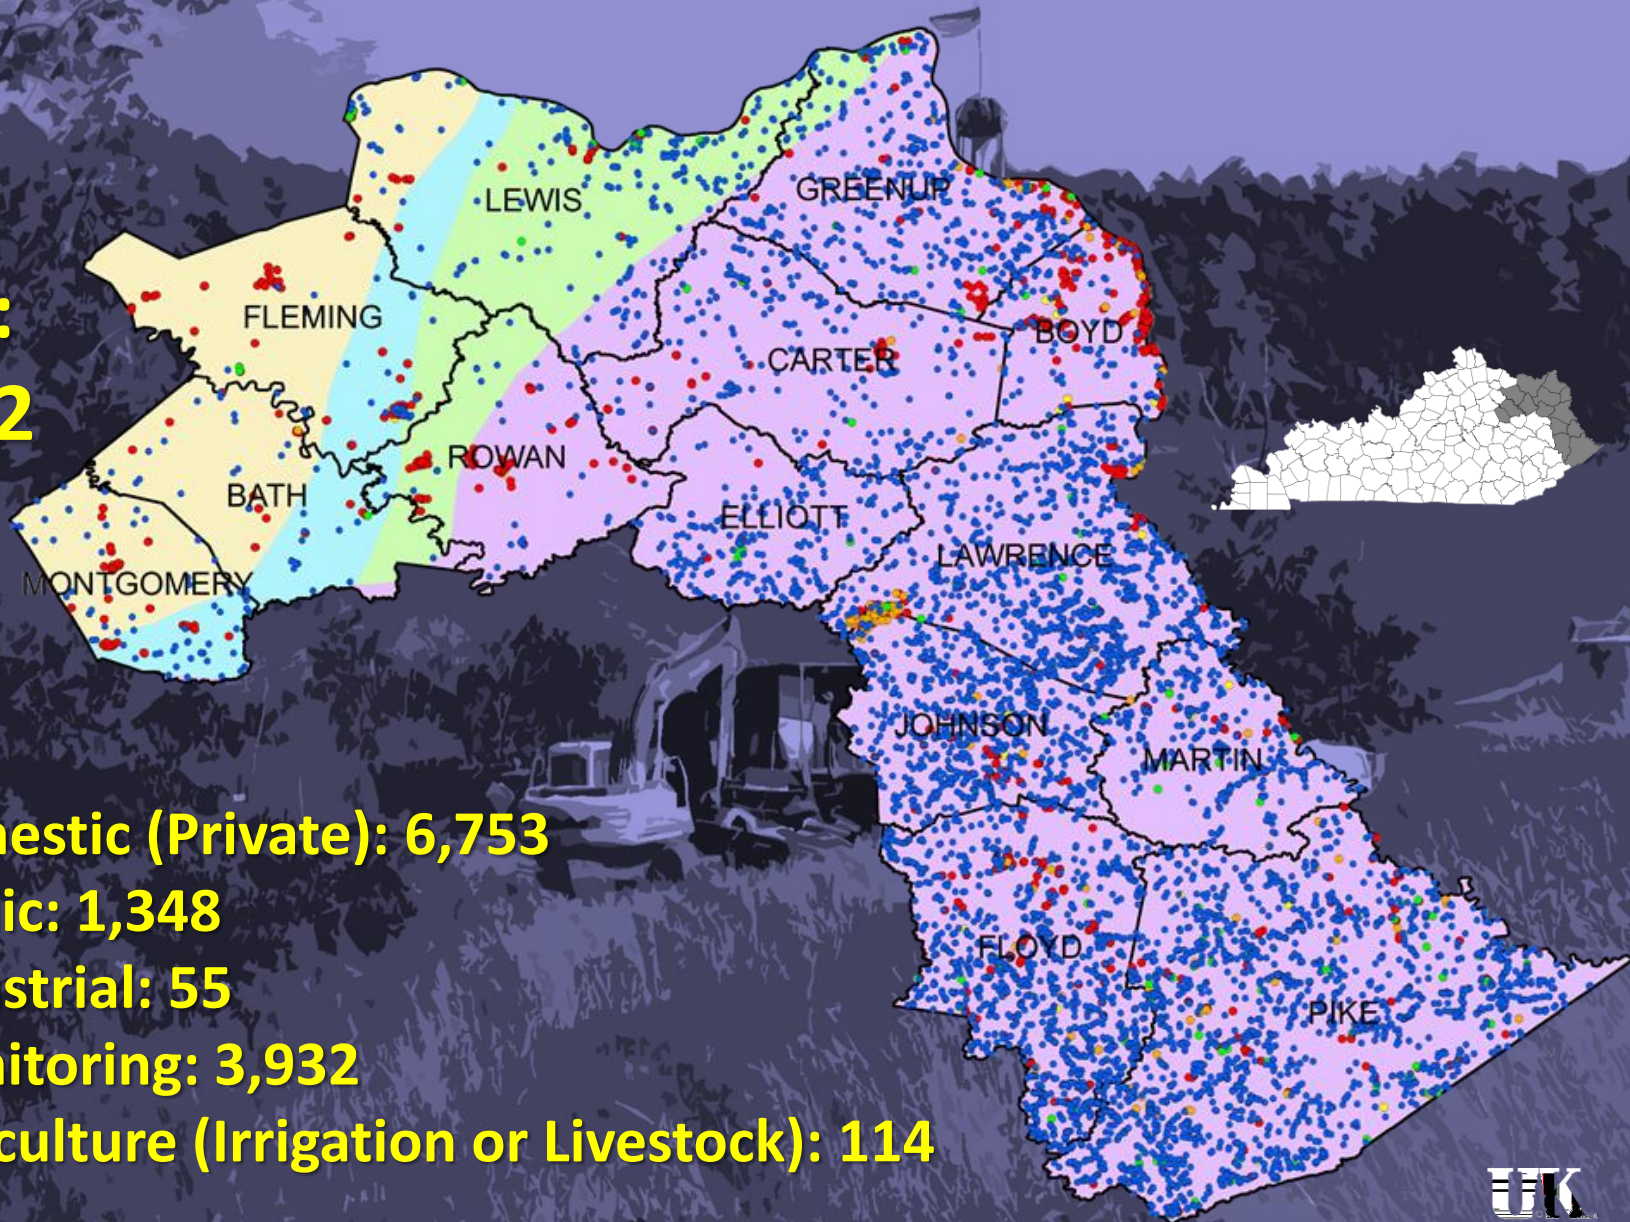 GREENUP
LEWIS
:
FLEMING
BOYD
CARTER
2
ROWAN
BATH
ELLIOTT
LAWRENCE
MONTGOMERY
JOHNSON
MARTIN
nestic (Private): 6,753
ic: 1,348
FLOYD
strial: 55
PIKE
itoring: 3,932
culture (Irrigation or Livestock): 114
UK